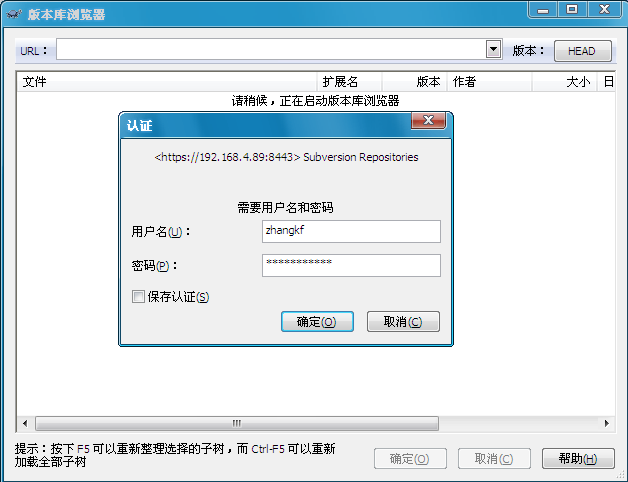 版本库浏览器
URL： 版本： HEAD
文件 扩展名 版本 作者 大小 日
请稍候，正在启动版本库浏览器
认证
<https://192.168.4.89:8443> Subversion Repositories
需要用户名和密码
用户名(U)： zhangkf
密码(P)： ***********
保存认证(S)
确定(O) 取消(C)
提示：按下 F5 可以重新整理选择的子树，而 Ctrl-F5 可以重新
加载全部子树
确定(O) 取消(C) 帮助(H)